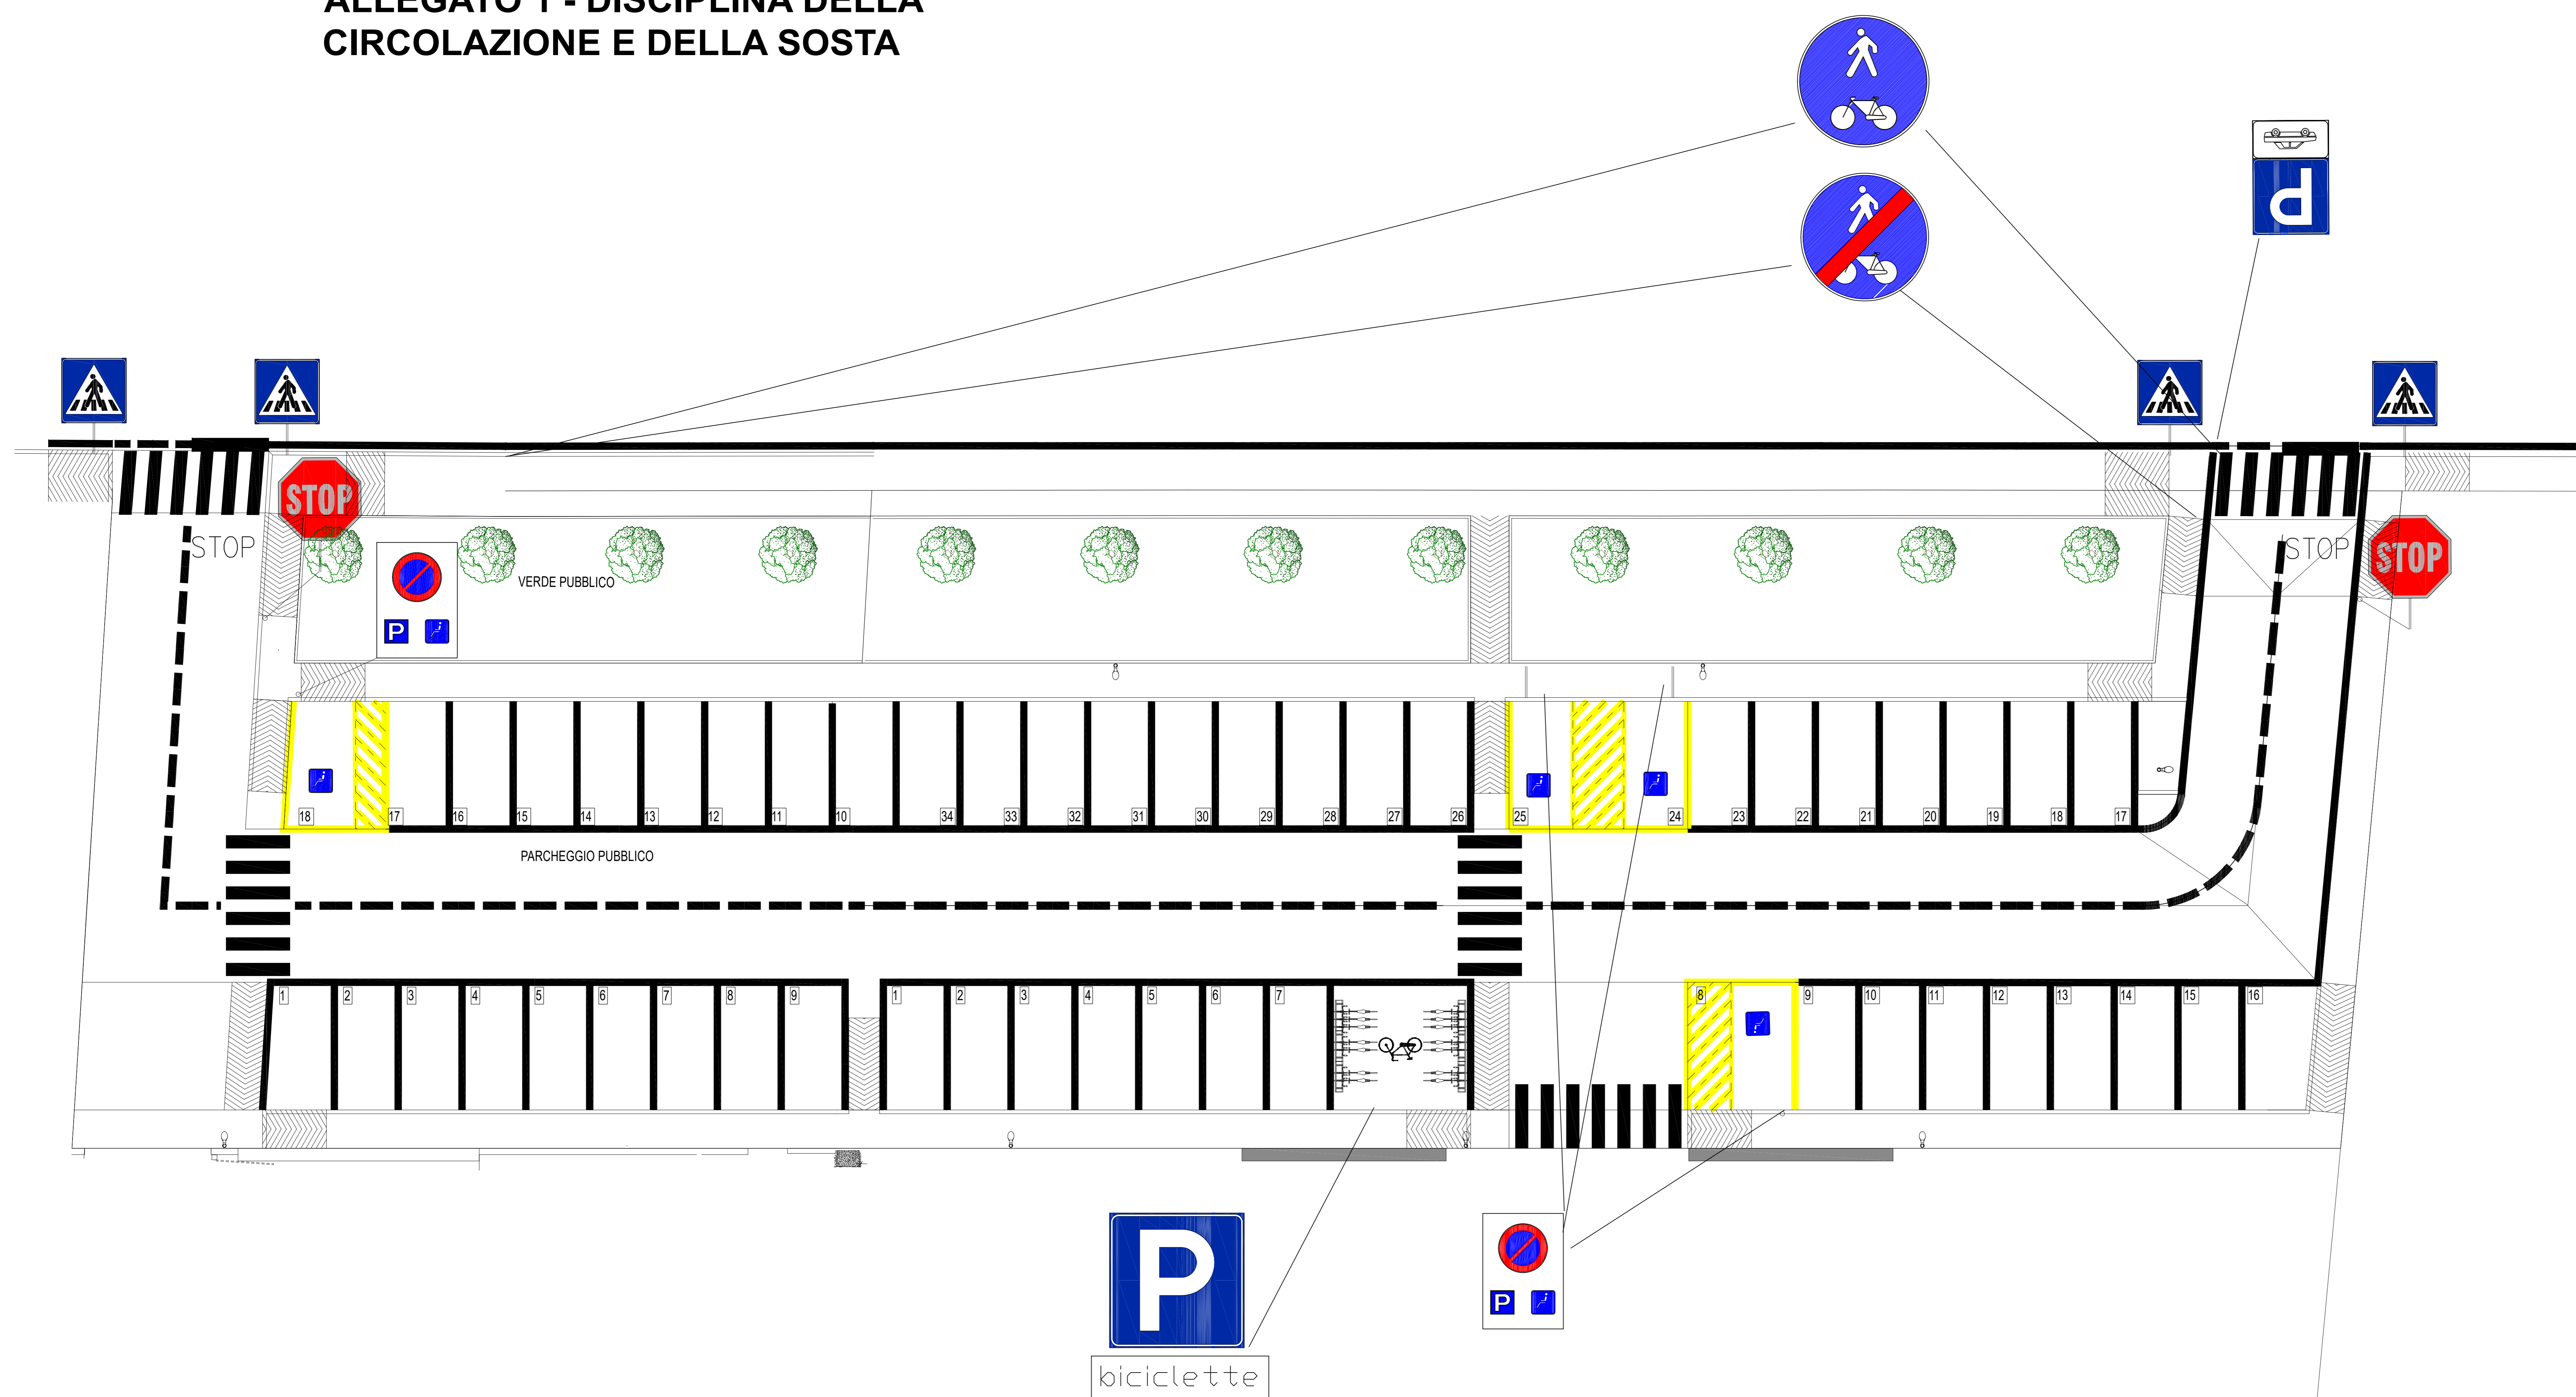 ALLEGATO 1 - DISCIPLINA DELLA
CIRCOLAZIONE E DELLA SOSTA
P
STOP
STOP
STOP
STOP
VERDE PUBBLICO
P
18 17 16 15 14 13 12 11 10 34 33 32 31 30 29 28 27 26 25 24 23 22 21 20 19 18 17
PARCHEGGIO PUBBLICO
1 2 3 4 5 6 7 8 9 1 2 3 4 5 6 7 8 9 10 11 12 13 14 15 16
P
P
biciclette